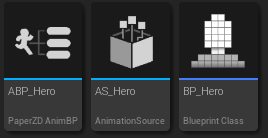 ABP_Hero
PaperZD AnimBP
AS_Hero
AnimationSource
BP_Hero
Blueprint Class